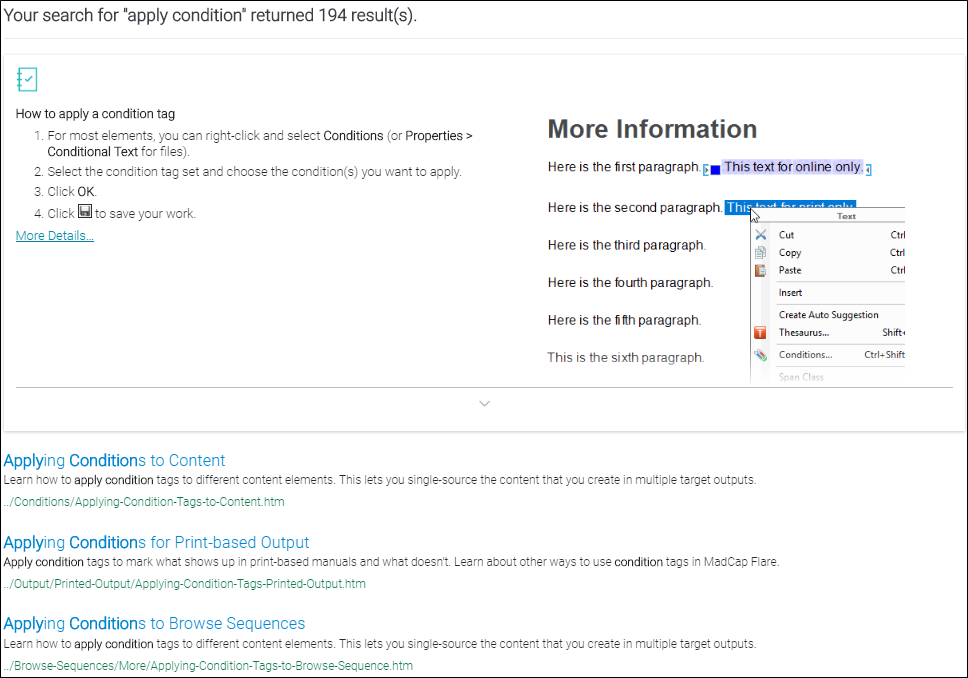 Your search for "apply condition" returned 194 result(s).
How to apply a condition tag
1. For most elements, you can right-click and select Conditions (or Properties >
Conditional Text for files).
2. Select the condition tag set and choose the condition(s) you want to apply.
3. Click OK.
4. Click to save your work.
More Details...
More Information
Here is the first paragraph. This text for online only.
Here is the second paragraph. This text for print only.
Text
Here is the third paragraph.
Here is the fourth paragraph.
Here is the fifth paragraph.
This is the sixth paragraph.
Cut Ctrl
Copy Ctrl
Paste Ctrl
Insert
Create Auto Suggestion
Thesaurus... Shift+
Conditions... Ctrl+Shift
Span Class
Applying Conditions to Content
Learn how to apply condition tags to different content elements. This lets you single-source the content that you create in multiple target outputs.
../Conditions/Applying-Condition-Tags-to-Content.htm
Applying Conditions for Print-based Output
Apply condition tags to mark what shows up in print-based manuals and what doesn't. Learn about other ways to use condition tags in MadCap Flare.
../Output/Printed-Output/Applying-Condition-Tags-Printed-Output.htm
Applying Conditions to Browse Sequences
Learn how to apply condition tags to different content elements. This lets you single-source the content that you create in multiple target outputs.
../Browse-Sequences/More/Applying-Condition-Tags-to-Browse-Sequence.htm